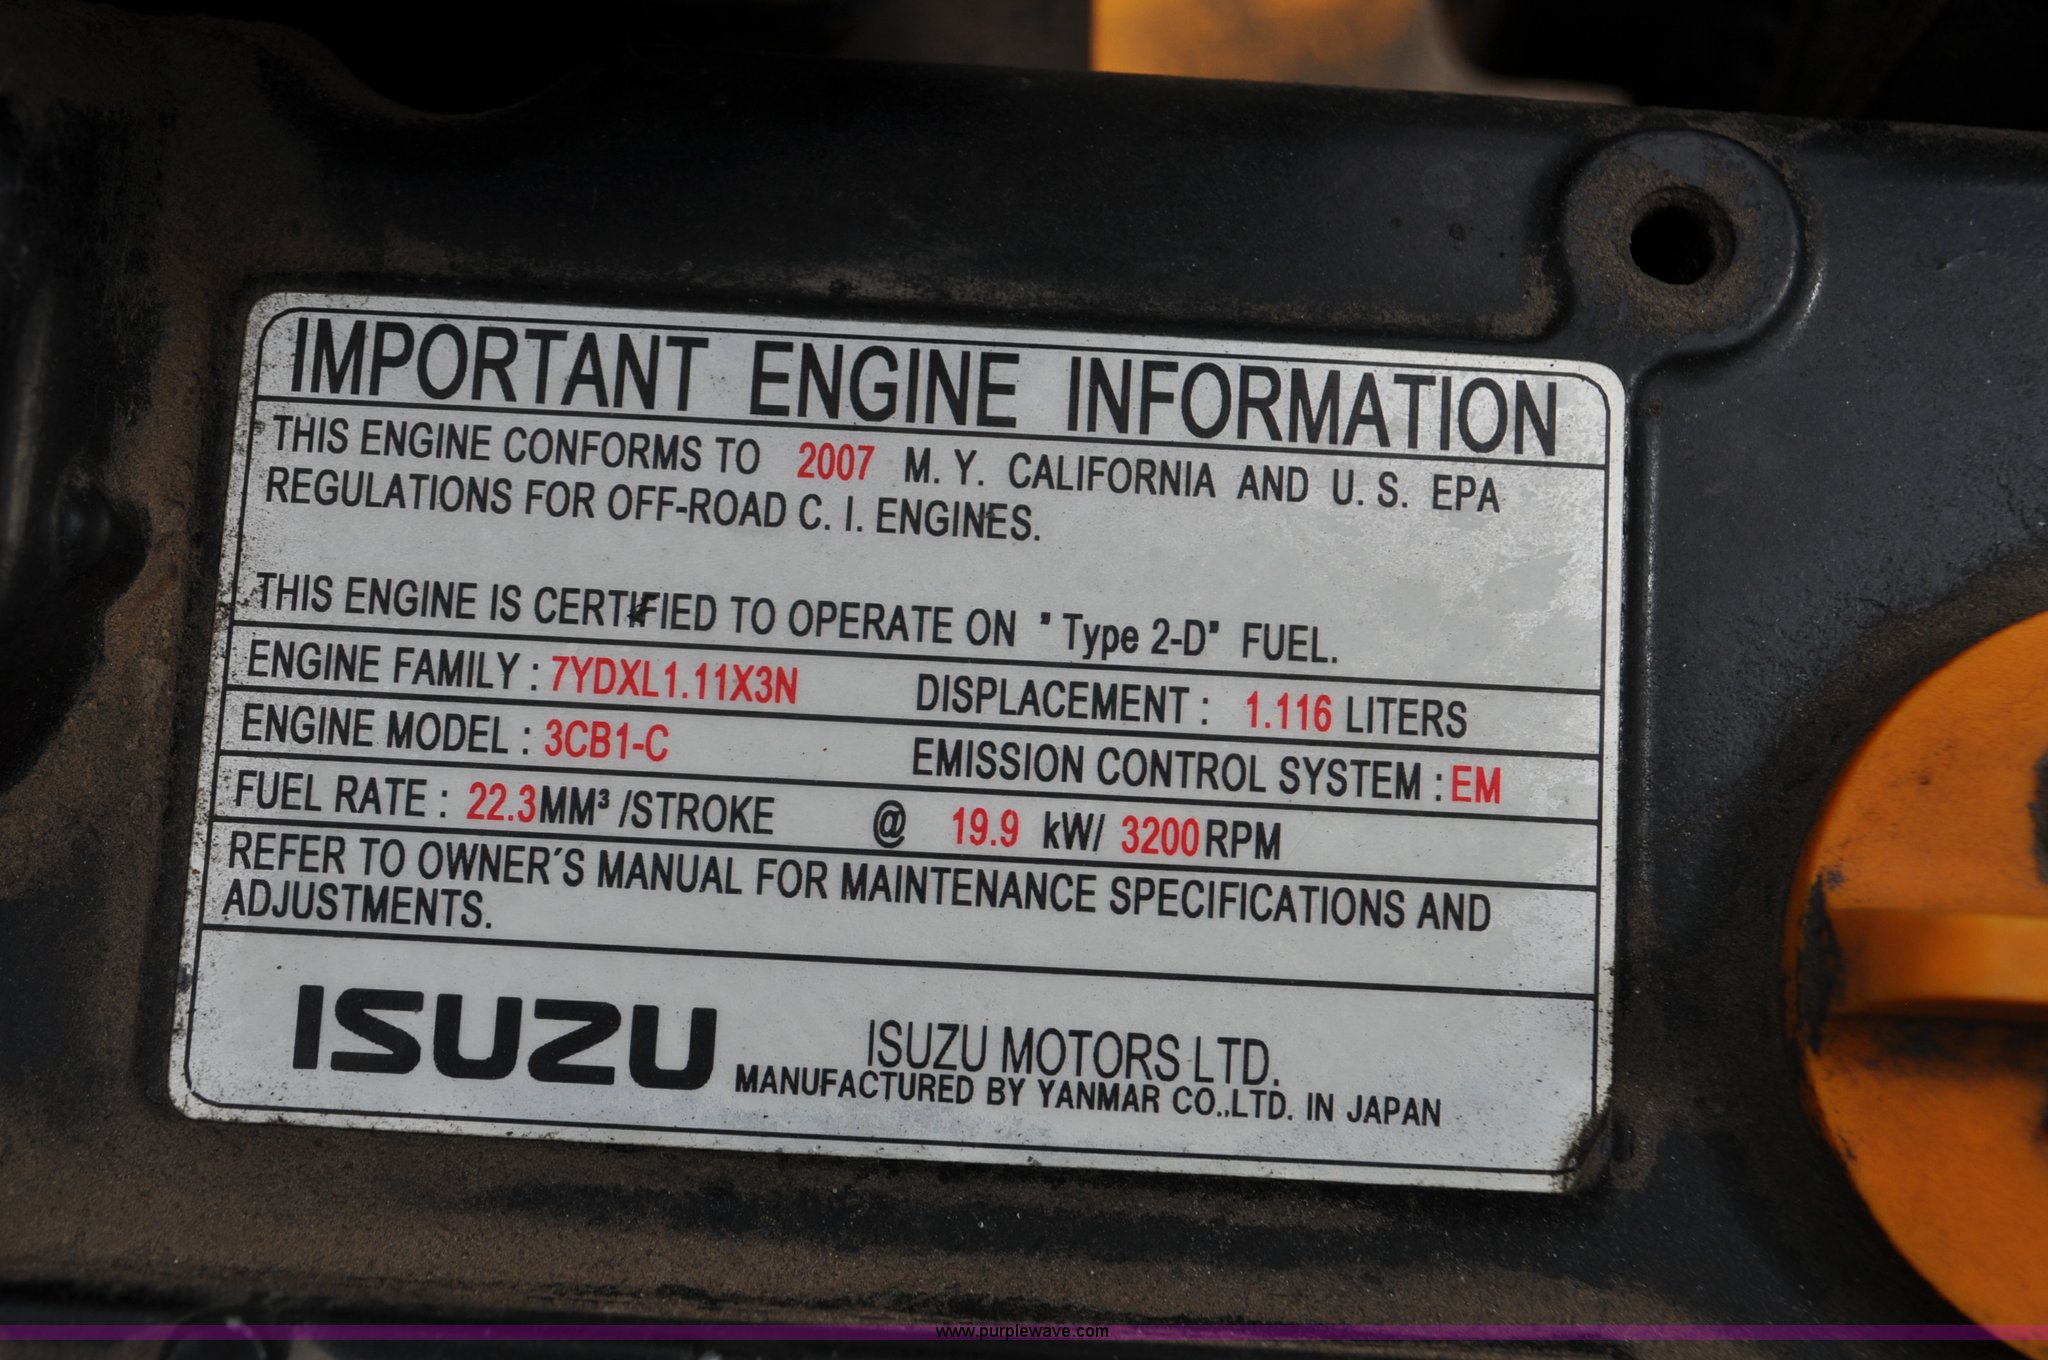 IMPORTANT ENGINE INFORMATION
THIS ENGINE CONFORMS TO 2007 M. Y. CALIFORNIA AND U. S. EPA
REGULATIONS FOR OFF-ROAD C. I. ENGINES.
THIS ENGINE IS CERTIFIED TO OPERATE ON "Type 2-D" FUEL.
ENGINE FAMILY : 7YDXL1.11X3N DISPLACEMENT : 1.116 LITERS
ENGINE MODEL : 3CB1-C EMISSION CONTROL SYSTEM : EM
FUEL RATE : 22.3MM³ /STROKE @ 19.9 kW/ 3200RPM
REFER TO OWNER'S MANUAL FOR MAINTENANCE SPECIFICATIONS AND
ADJUSTMENTS.
ISUZU ISUZU MOTORS LTD.
MANUFACTURED BY YANMAR CO.,LTD. IN JAPAN
www.purplewave.com